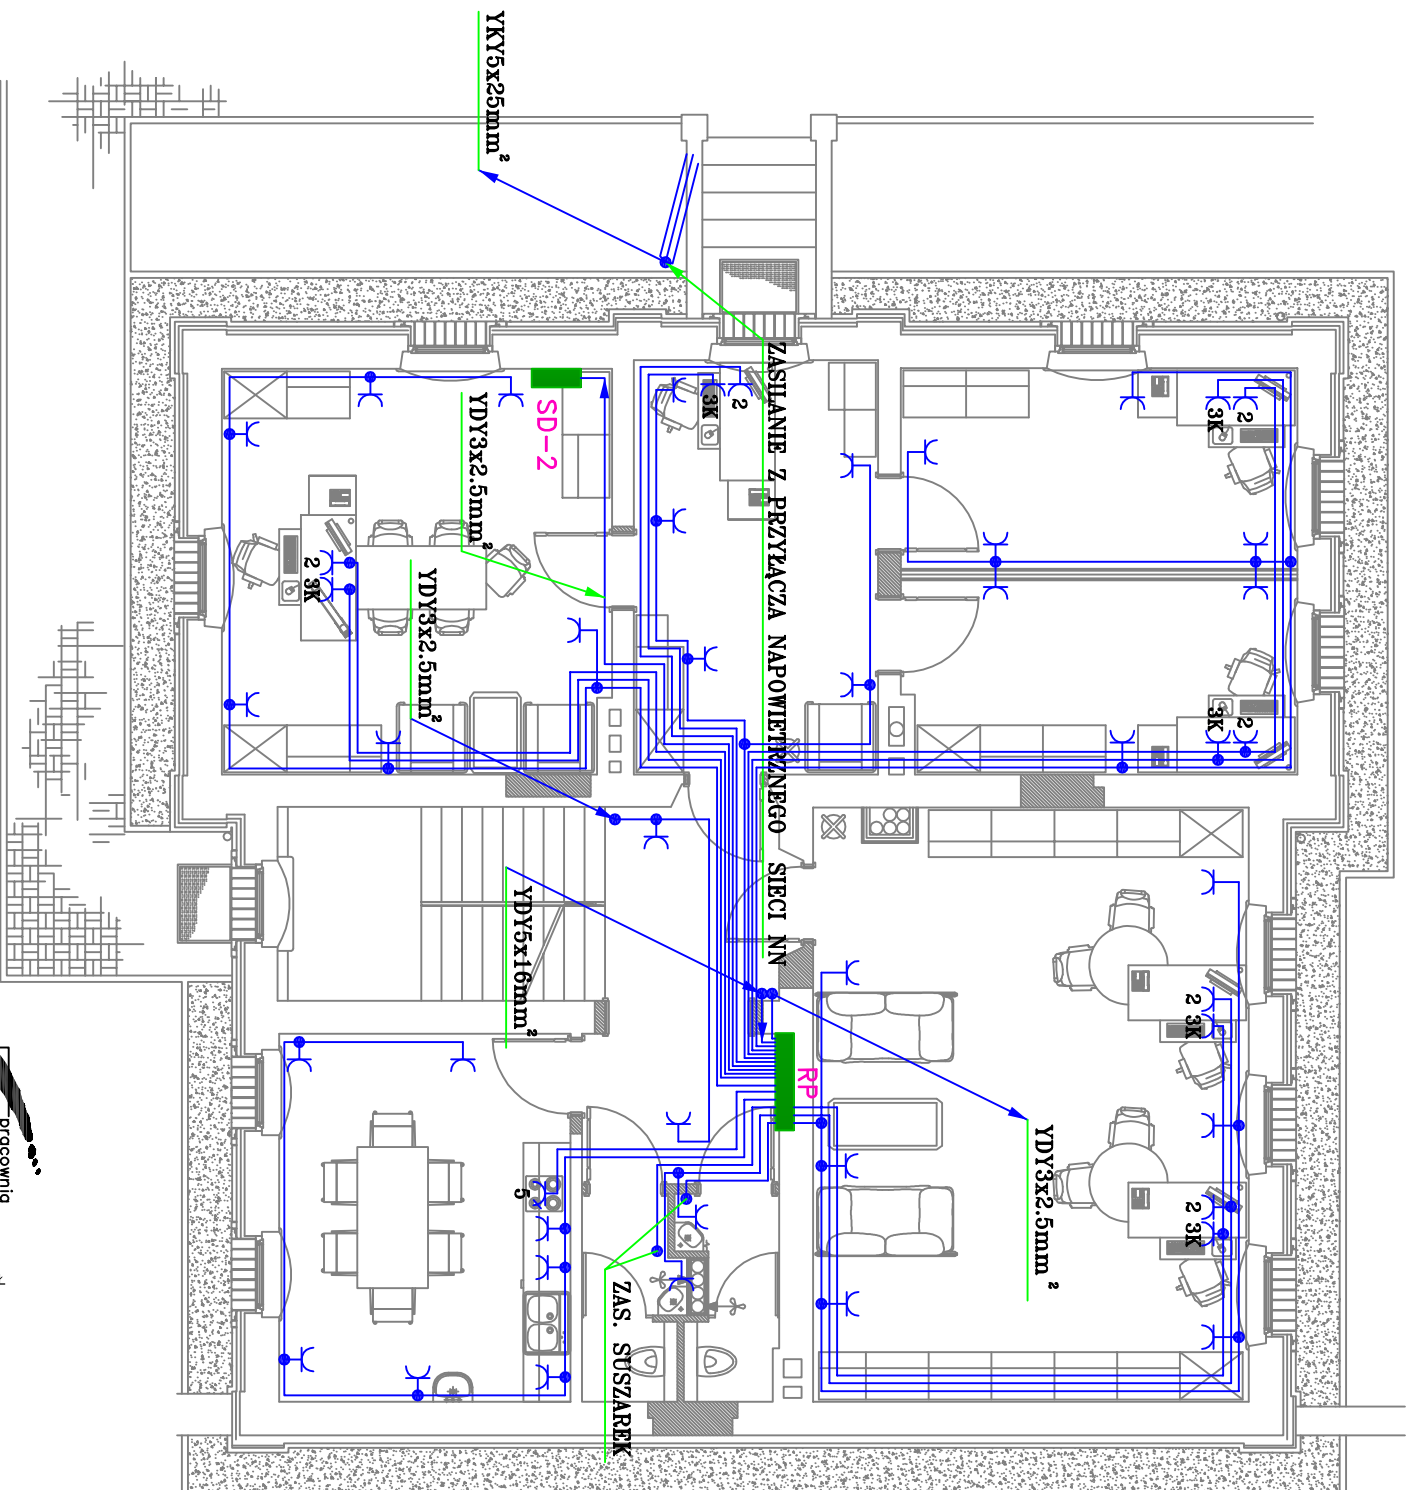 YKY5x25mm²
ZASILANIE Z PRZYŁĄCZA NAPOWIETRZNEGO SIECI NN
SD-2
YDY3x2.5mm²
YDY3x2.5mm²
2
3K
2
3K
2
3K
2 3K
YDY5x16mm²
RP
2 3K
2 3K
YDY3x2.5mm²
5
ZAS. SUSZAREK
pracownia